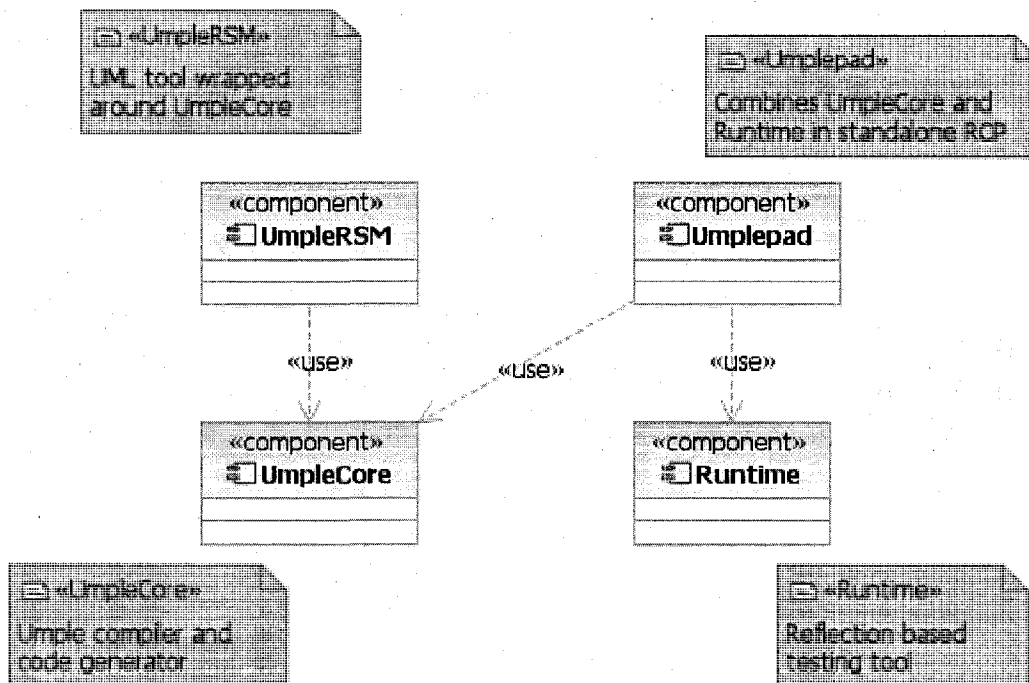 «UmpleRSM»
UML tool wrapped
around UmpleCore
«Umplepad»
Combines UmpleCore and
Runtime in standalone RCP
«component»
UmpleRSM
«component»
Umplepad
«use»
«use»
«use»
«component»
UmpleCore
«component»
Runtime
«UmpleCore»
Umple compiler and
code generator
«Runtime»
Reflection based
testing tool